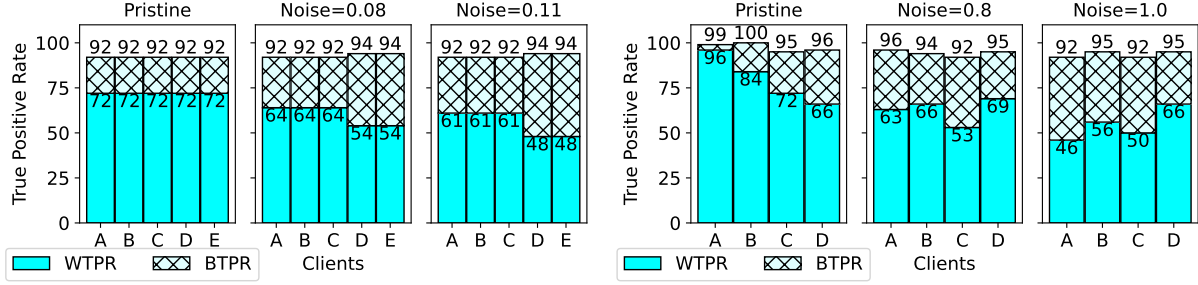 Pristine Noise=0.08 Noise=0.11
True Positive Rate
100
75
50
25
0
92 92 92 92 92
72 72 72 72 72
A B C D E
92 92 92 94 94
64 64 64 54 54
A B C D E
92 92 92 94 94
61 61 61 48 48
A B C D E
WTPR BTPR
Clients
Pristine Noise=0.8 Noise=1.0
True Positive Rate
100
75
50
25
0
99 100 95 96
96 84 72 66
A B C D
96 94 92 95
63 66 53 69
A B C D
92 95 92 95
46 56 50 66
A B C D
WTPR BTPR
Clients